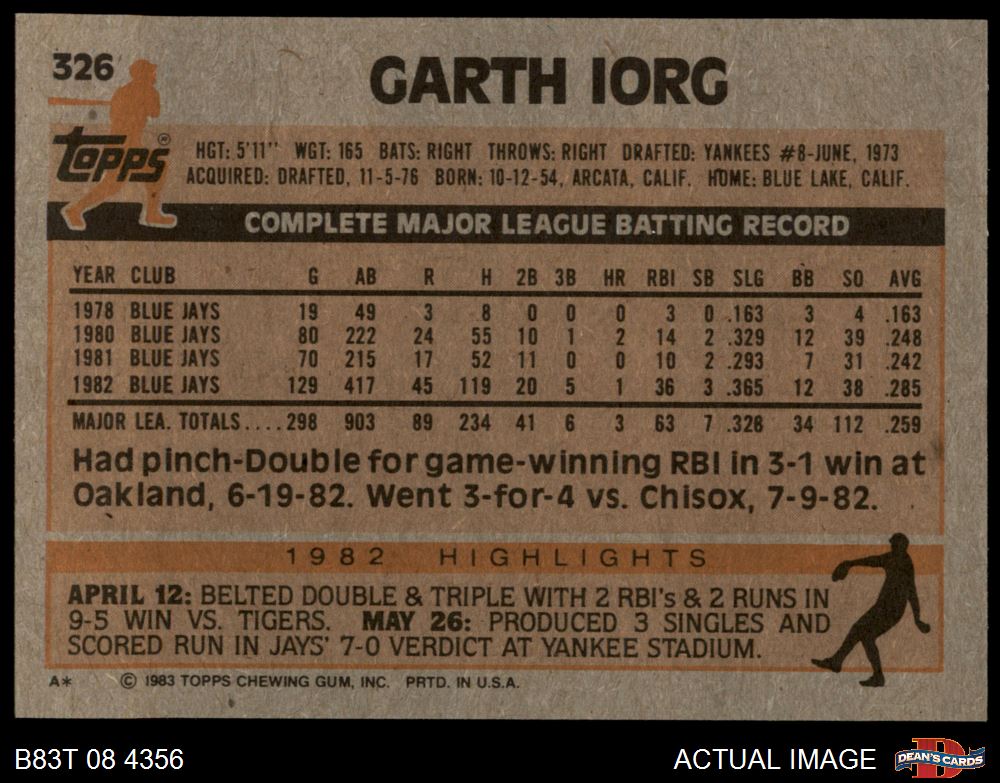 326
GARTH IORG
topps®
HGT: 5'11" WGT: 165 BATS: RIGHT THROWS: RIGHT DRAFTED: YANKEES #8-JUNE, 1973
ACQUIRED: DRAFTED, 11-5-76 BORN: 10-12-54, ARCATA, CALIF. HOME: BLUE LAKE, CALIF.
COMPLETE MAJOR LEAGUE BATTING RECORD
YEAR CLUB G AB R H 2B 3B HR RBI SB SLG BB SO AVG
1978 BLUE JAYS 19 49 3 8 0 0 0 3 0 .163 3 4 .163
1980 BLUE JAYS 80 222 24 55 10 1 2 14 2 .329 12 39 .248
1981 BLUE JAYS 70 215 17 52 11 0 0 10 2 .293 7 31 .242
1982 BLUE JAYS 129 417 45 119 20 5 1 36 3 .365 12 38 .285
MAJOR LEA. TOTALS.... 298 903 89 234 41 6 3 63 7 .328 34 112 .259
Had pinch-Double for game-winning RBI in 3-1 win at
Oakland, 6-19-82. Went 3-for-4 vs. Chisox, 7-9-82.
1982 HIGHLIGHTS
APRIL 12: BELTED DOUBLE & TRIPLE WITH 2 RBI's & 2 RUNS IN
9-5 WIN VS. TIGERS. MAY 26: PRODUCED 3 SINGLES AND
SCORED RUN IN JAYS' 7-0 VERDICT AT YANKEE STADIUM.
A* © 1983 TOPPS CHEWING GUM, INC. PRTD. IN U.S.A.
B83T 08 4356 ACTUAL IMAGE DEAN'S CARDS